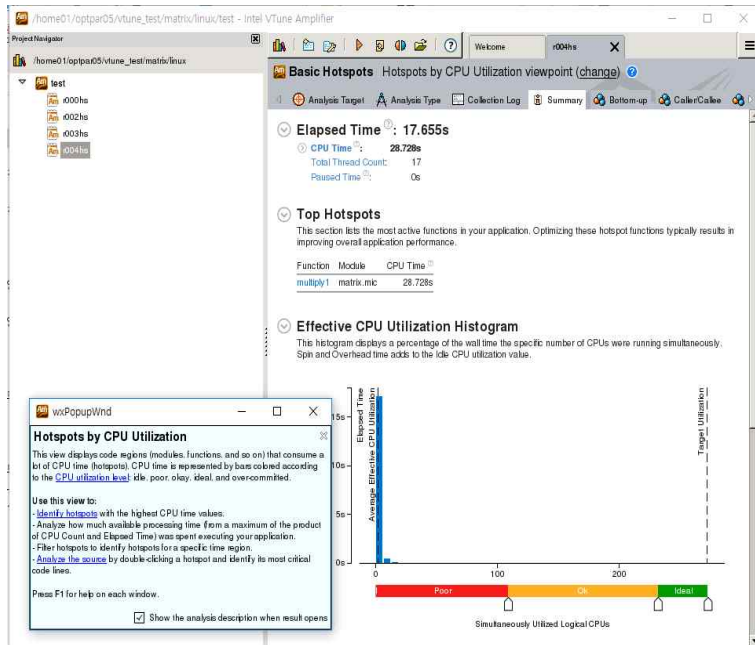 /home01/optpar05/vtune_test/matrix/linux/test - Intel VTune Amplifier
Project Navigator
/home01/optpar05/vtune_test/matrix/linux
test
r000hs
r002hs
r003hs
r004hs
Welcome
r004hs
Basic Hotspots Hotspots by CPU Utilization viewpoint (change)
Analysis Target
Analysis Type
Collection Log
Summary
Bottom-up
Caller/Callee
Elapsed Time: 17.655s
CPU Time: 28.728s
Total Thread Count: 17
Paused Time: 0s
Top Hotspots
This section lists the most active functions in your application. Optimizing these hotspot functions typically results in
improving overall application performance.
Function Module CPU Time
multiply1 matrix.mic 28.728s
Effective CPU Utilization Histogram
This histogram displays a percentage of the wall time the specific number of CPUs were running simultaneously.
Spin and Overhead time adds to the Idle CPU utilization value.
Elapsed Time
Average Effective CPU Utilization
Target Utilization
15s
10s
5s
0s
0
100
200
Poor
Ok
Ideal
Simultaneously Utilized Logical CPUs
wxPopupWnd
Hotspots by CPU Utilization
This view displays code regions (modules, functions, and so on) that consume a
lot of CPU time (hotspots). CPU time is represented by bars colored according
to the CPU utilization level: idle, poor, okay, ideal, and over-committed.
Use this view to:
- Identify hotspots with the highest CPU time values.
- Analyze how much available processing time (from a maximum of the product
of CPU Count and Elapsed Time) was spent executing your application.
- Filter hotspots to identify hotspots for a specific time region.
- Analyze the source by double-clicking a hotspot and identify its most critical
code lines.
Press F1 for help on each window.
Show the analysis description when result opens